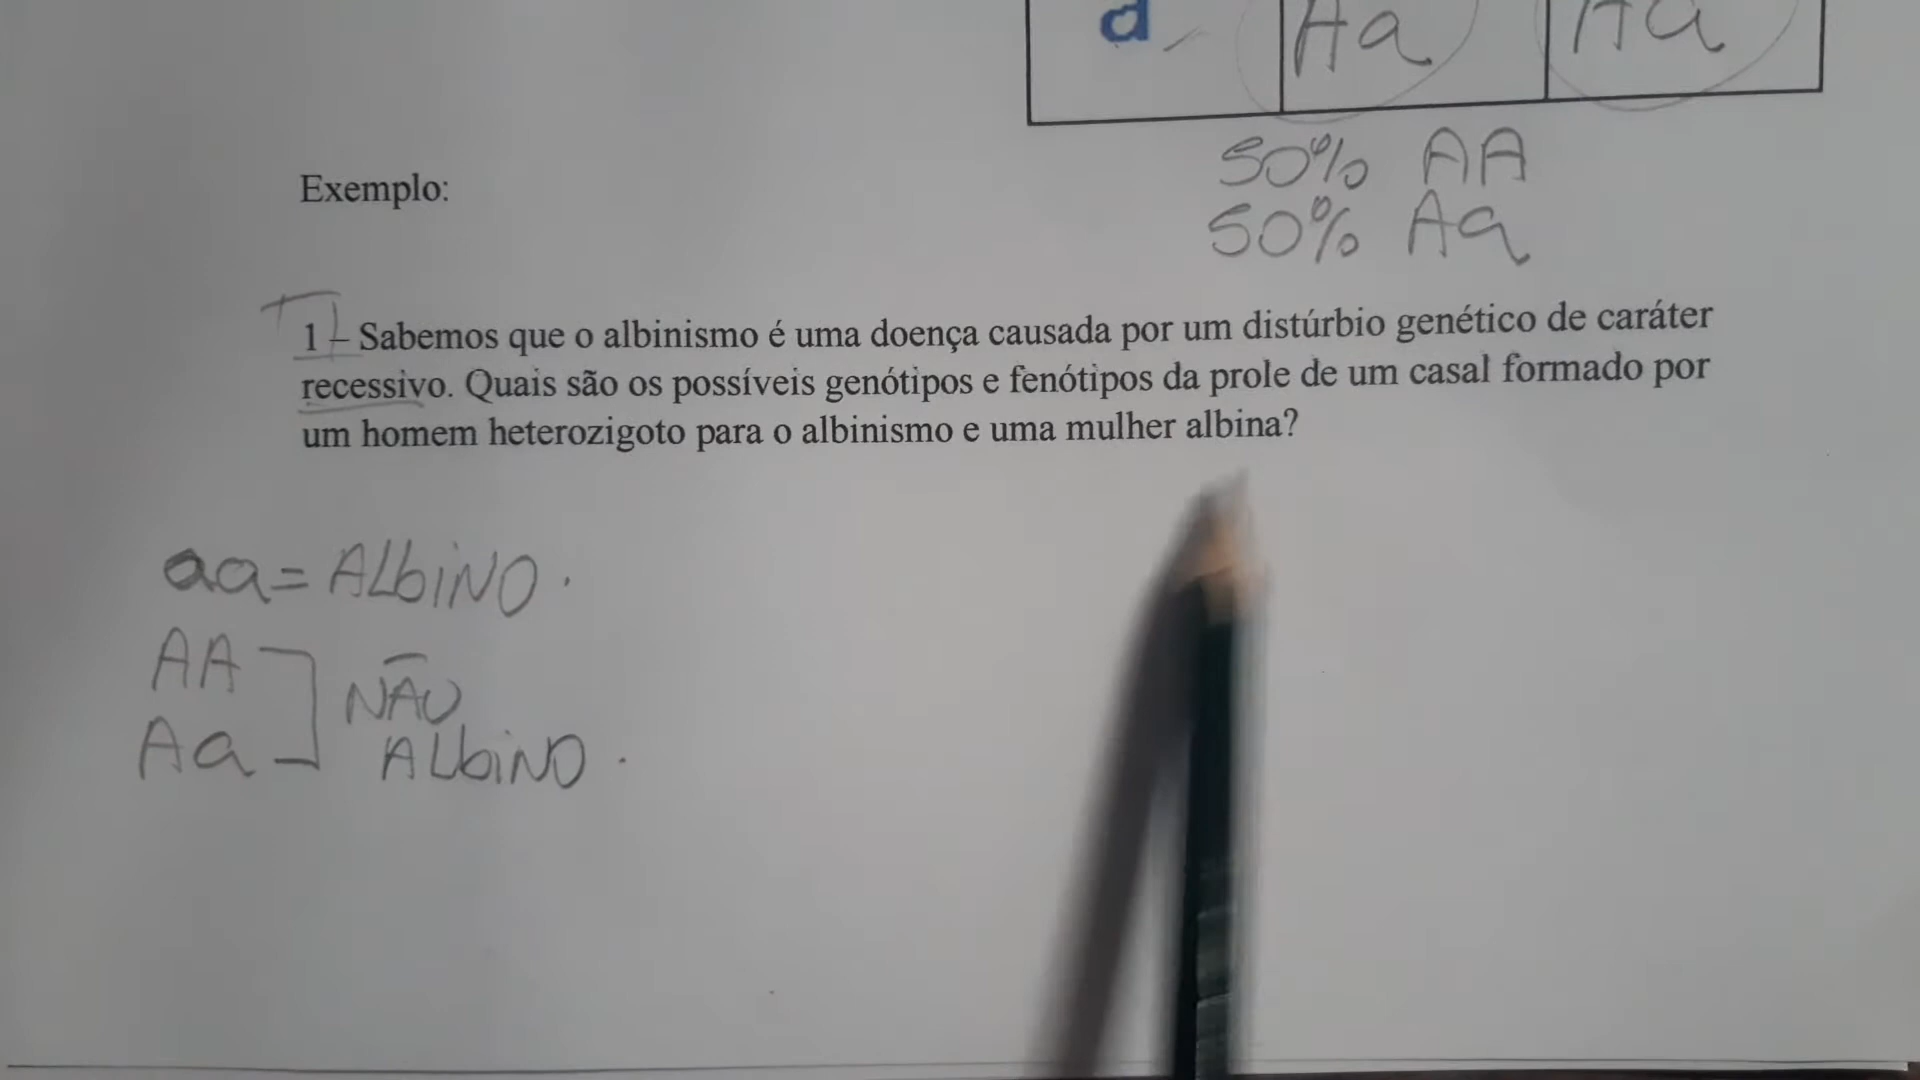 a Aa Aa
50% AA
50% Aa
Exemplo:
1 – Sabemos que o albinismo é uma doença causada por um distúrbio genético de caráter
recessivo. Quais são os possíveis genótipos e fenótipos da prole de um casal formado por
um homem heterozigoto para o albinismo e uma mulher albina?
aa = ALbiNO.
AA
NÃO
Aa
ALbiNO.